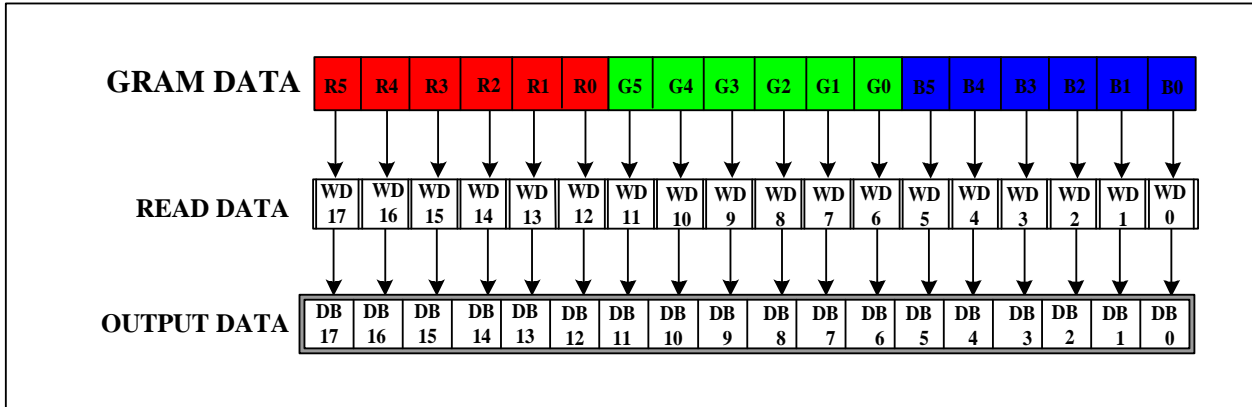 GRAM DATA R5 R4 R3 R2 R1 R0 G5 G4 G3 G2 G1 G0 B5 B4 B3 B2 B1 B0
READ DATA
WD WD WD WD WD WD WD WD WD WD WD WD WD WD WD WD WD WD
17 16 15 14 13 12 11 10 9 8 7 6 5 4 3 2 1 0
OUTPUT DATA
DB DB DB DB DB DB DB DB DB DB DB DB DB DB DB DB DB DB
17 16 15 14 13 12 11 10 9 8 7 6 5 4 3 2 1 0